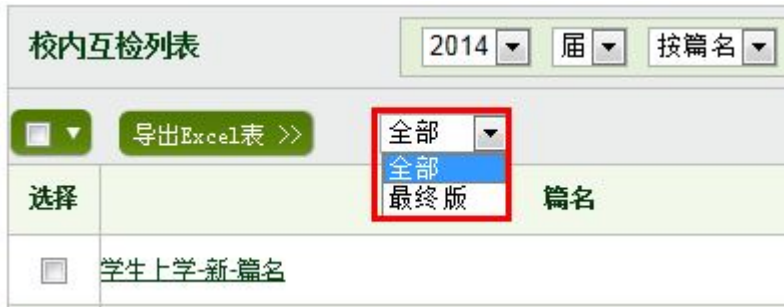 校内互检列表 2014 届 按篇名
导出Excel表 >> 全部
全部
最终版
选择 篇名
学生上学-新-篇名